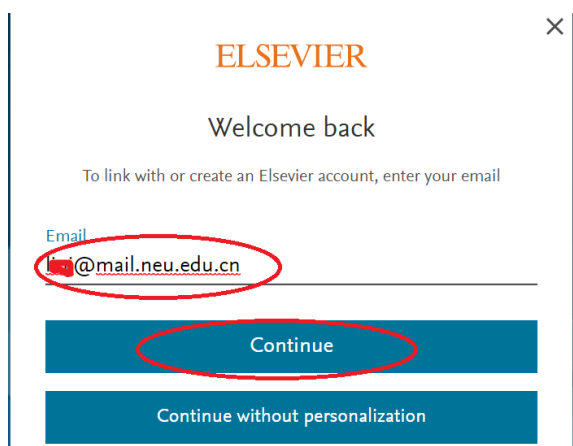 ELSEVIER
Welcome back
To link with or create an Elsevier account, enter your email
Email
@mail.neu.edu.cn
Continue
Continue without personalization